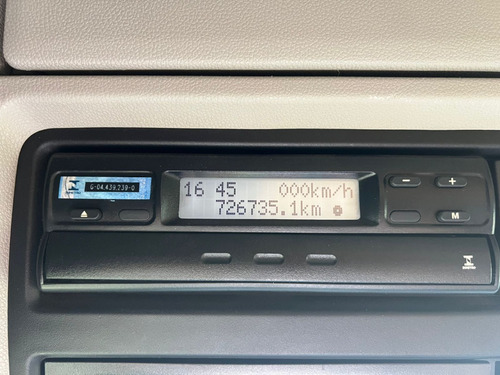 G-04.439.739-0
16 45 000km/h
726735.1km
- +
M